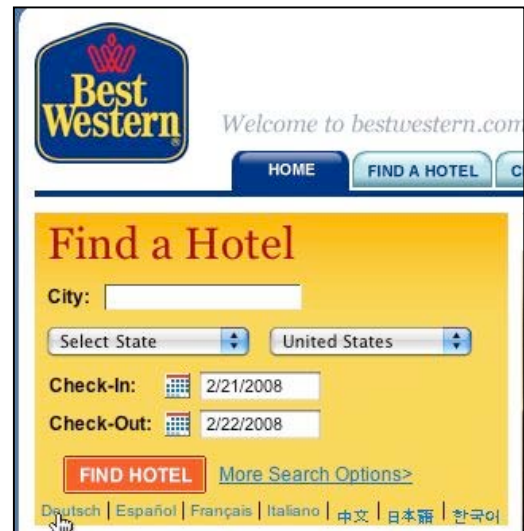 Best
Western
Welcome to bestwestern.com
HOME FIND A HOTEL C
Find a Hotel
City:
Select State United States
Check-In: 2/21/2008
Check-Out: 2/22/2008
FIND HOTEL More Search Options>
Deutsch | Español | Français | Italiano | 中文 | 日本語 | 한국어